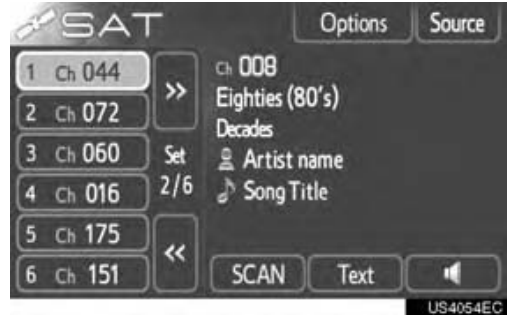 SAT
Options
Source
1 Ch 044
2 Ch 072
3 Ch 060
4 Ch 016
5 Ch 175
6 Ch 151
>>
Set
2/6
<<
Ch 008
Eighties (80's)
Decades
Artist name
Song Title
SCAN
Text
US4054EC